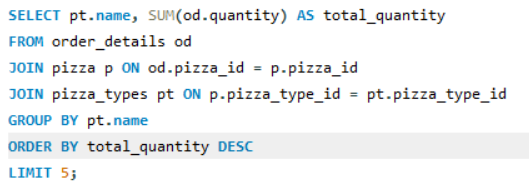 SELECT pt.name, SUM(od.quantity) AS total_quantity
FROM order_details od
JOIN pizza p ON od.pizza_id = p.pizza_id
JOIN pizza_types pt ON p.pizza_type_id = pt.pizza_type_id
GROUP BY pt.name
ORDER BY total_quantity DESC
LIMIT 5;